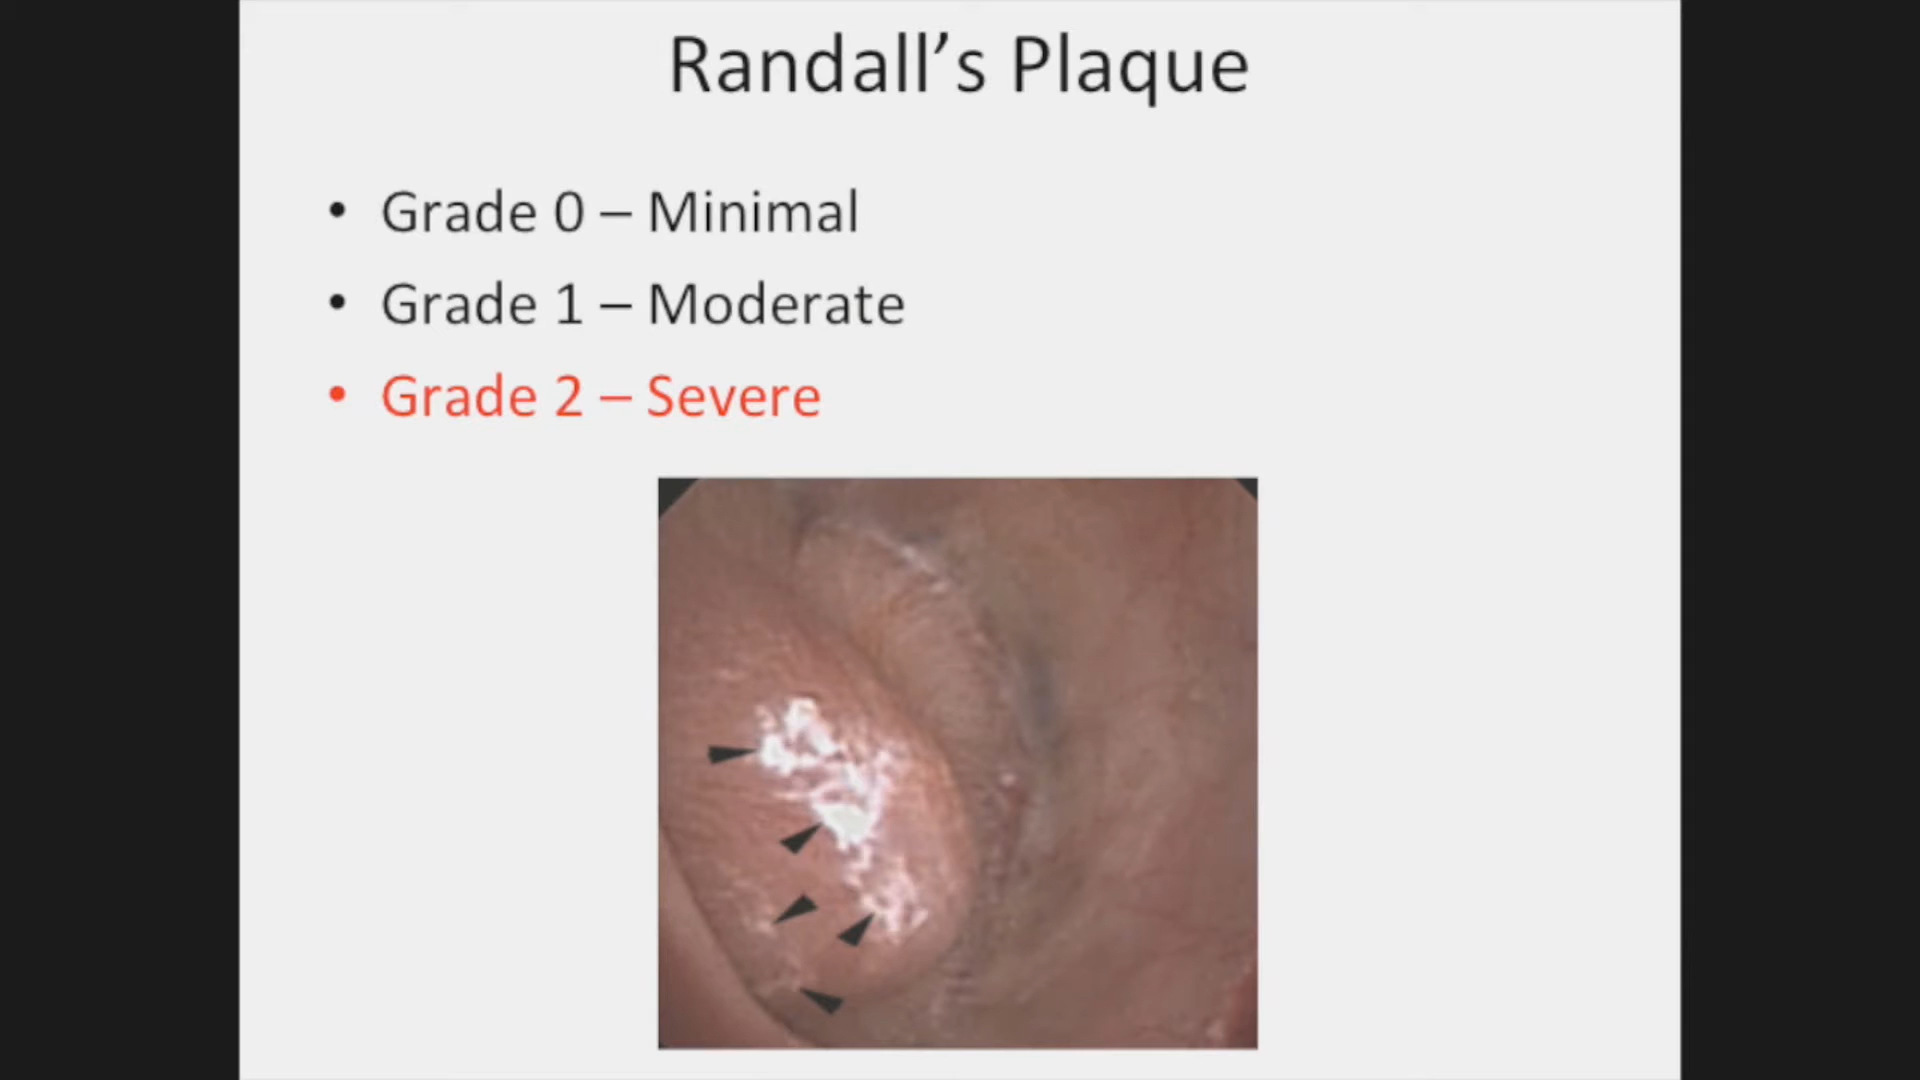 Randall’s Plaque
• Grade 0 – Minimal
• Grade 1 – Moderate
• Grade 2 – Severe